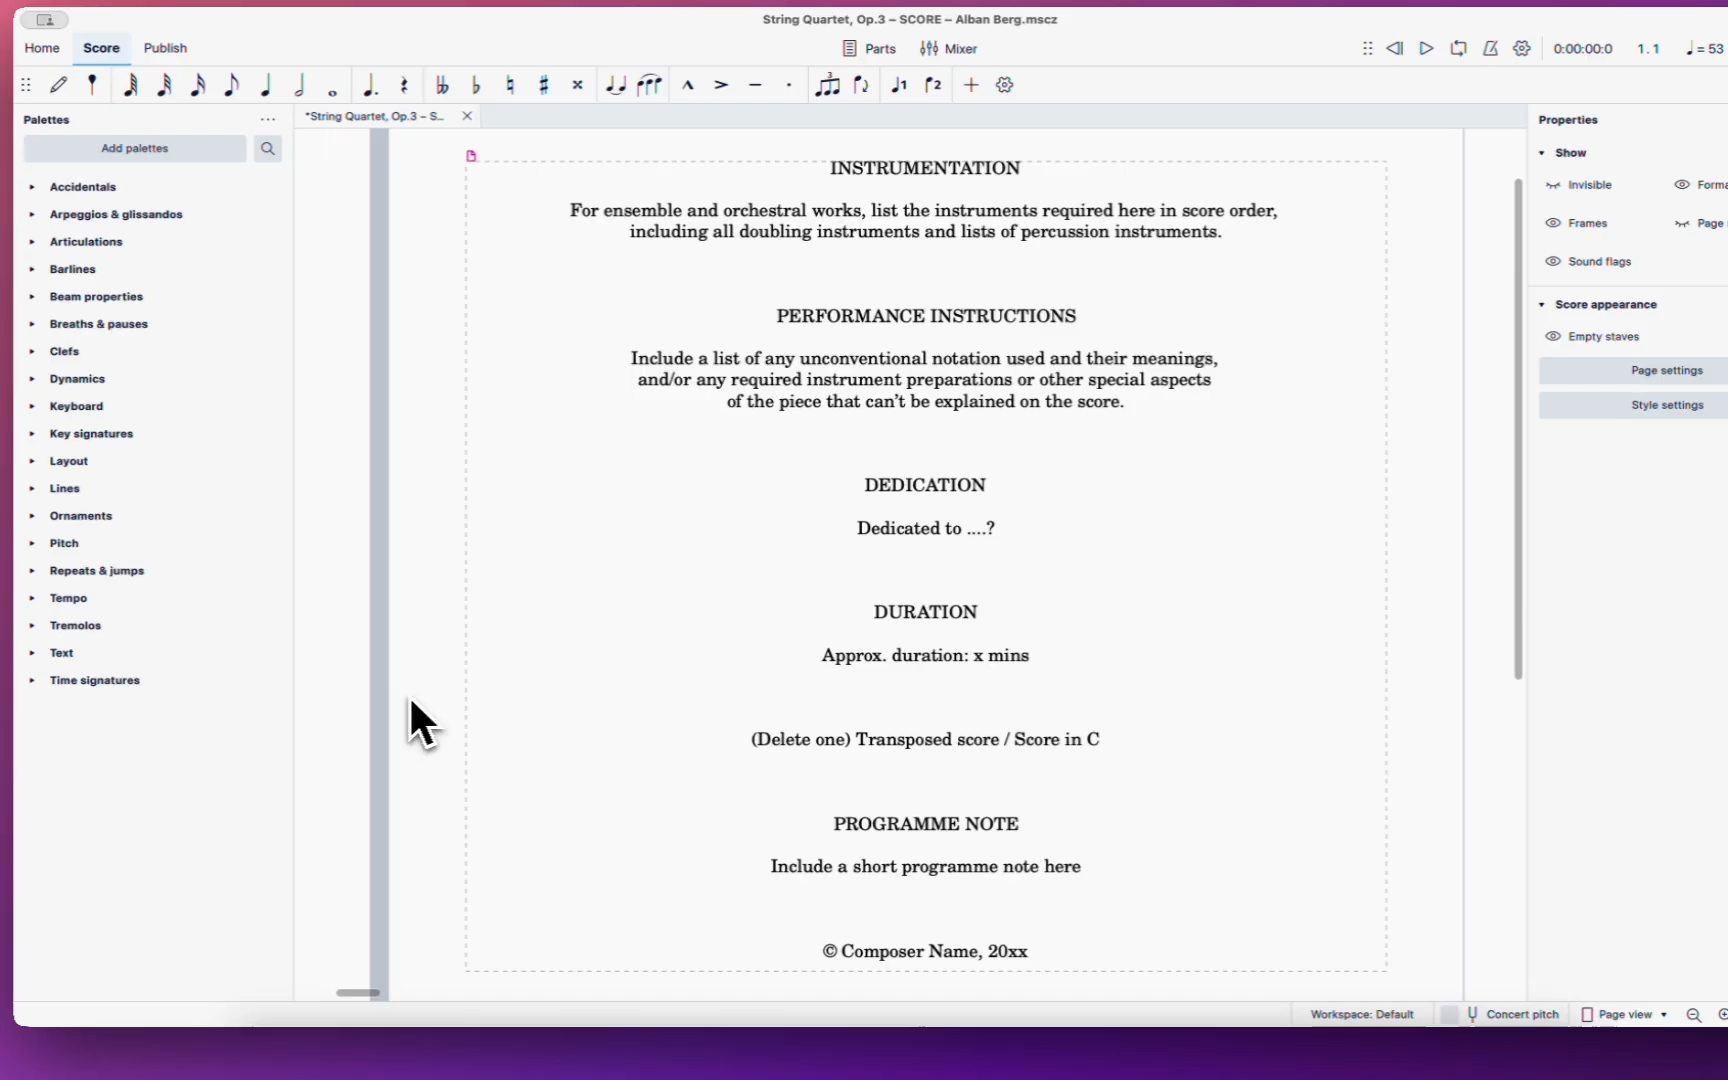 String Quartet, Op.3 – SCORE – Alban Berg.mscz
Home Score Publish
Parts Mixer
0:00:00:0 1. 1 = 53
3 1 2
Palettes
*String Quartet, Op.3 – S...
Properties
Add palettes
Show
Accidentals
Arpeggios & glissandos
Articulations
Barlines
Beam properties
Breaths & pauses
Clefs
Dynamics
Keyboard
Key signatures
Layout
Lines
Ornaments
Pitch
Repeats & jumps
Tempo
Tremolos
Text
Time signatures
INSTRUMENTATION
For ensemble and orchestral works, list the instruments required here in score order,
including all doubling instruments and lists of percussion instruments.
PERFORMANCE INSTRUCTIONS
Include a list of any unconventional notation used and their meanings,
and/or any required instrument preparations or other special aspects
of the piece that can't be explained on the score.
DEDICATION
Dedicated to ....?
DURATION
Approx. duration: x mins
(Delete one) Transposed score / Score in C
PROGRAMME NOTE
Include a short programme note here
© Composer Name, 20xx
Invisible Forma
Frames Page
Sound flags
Score appearance
Empty staves
Page settings
Style settings
Workspace: Default Concert pitch Page view